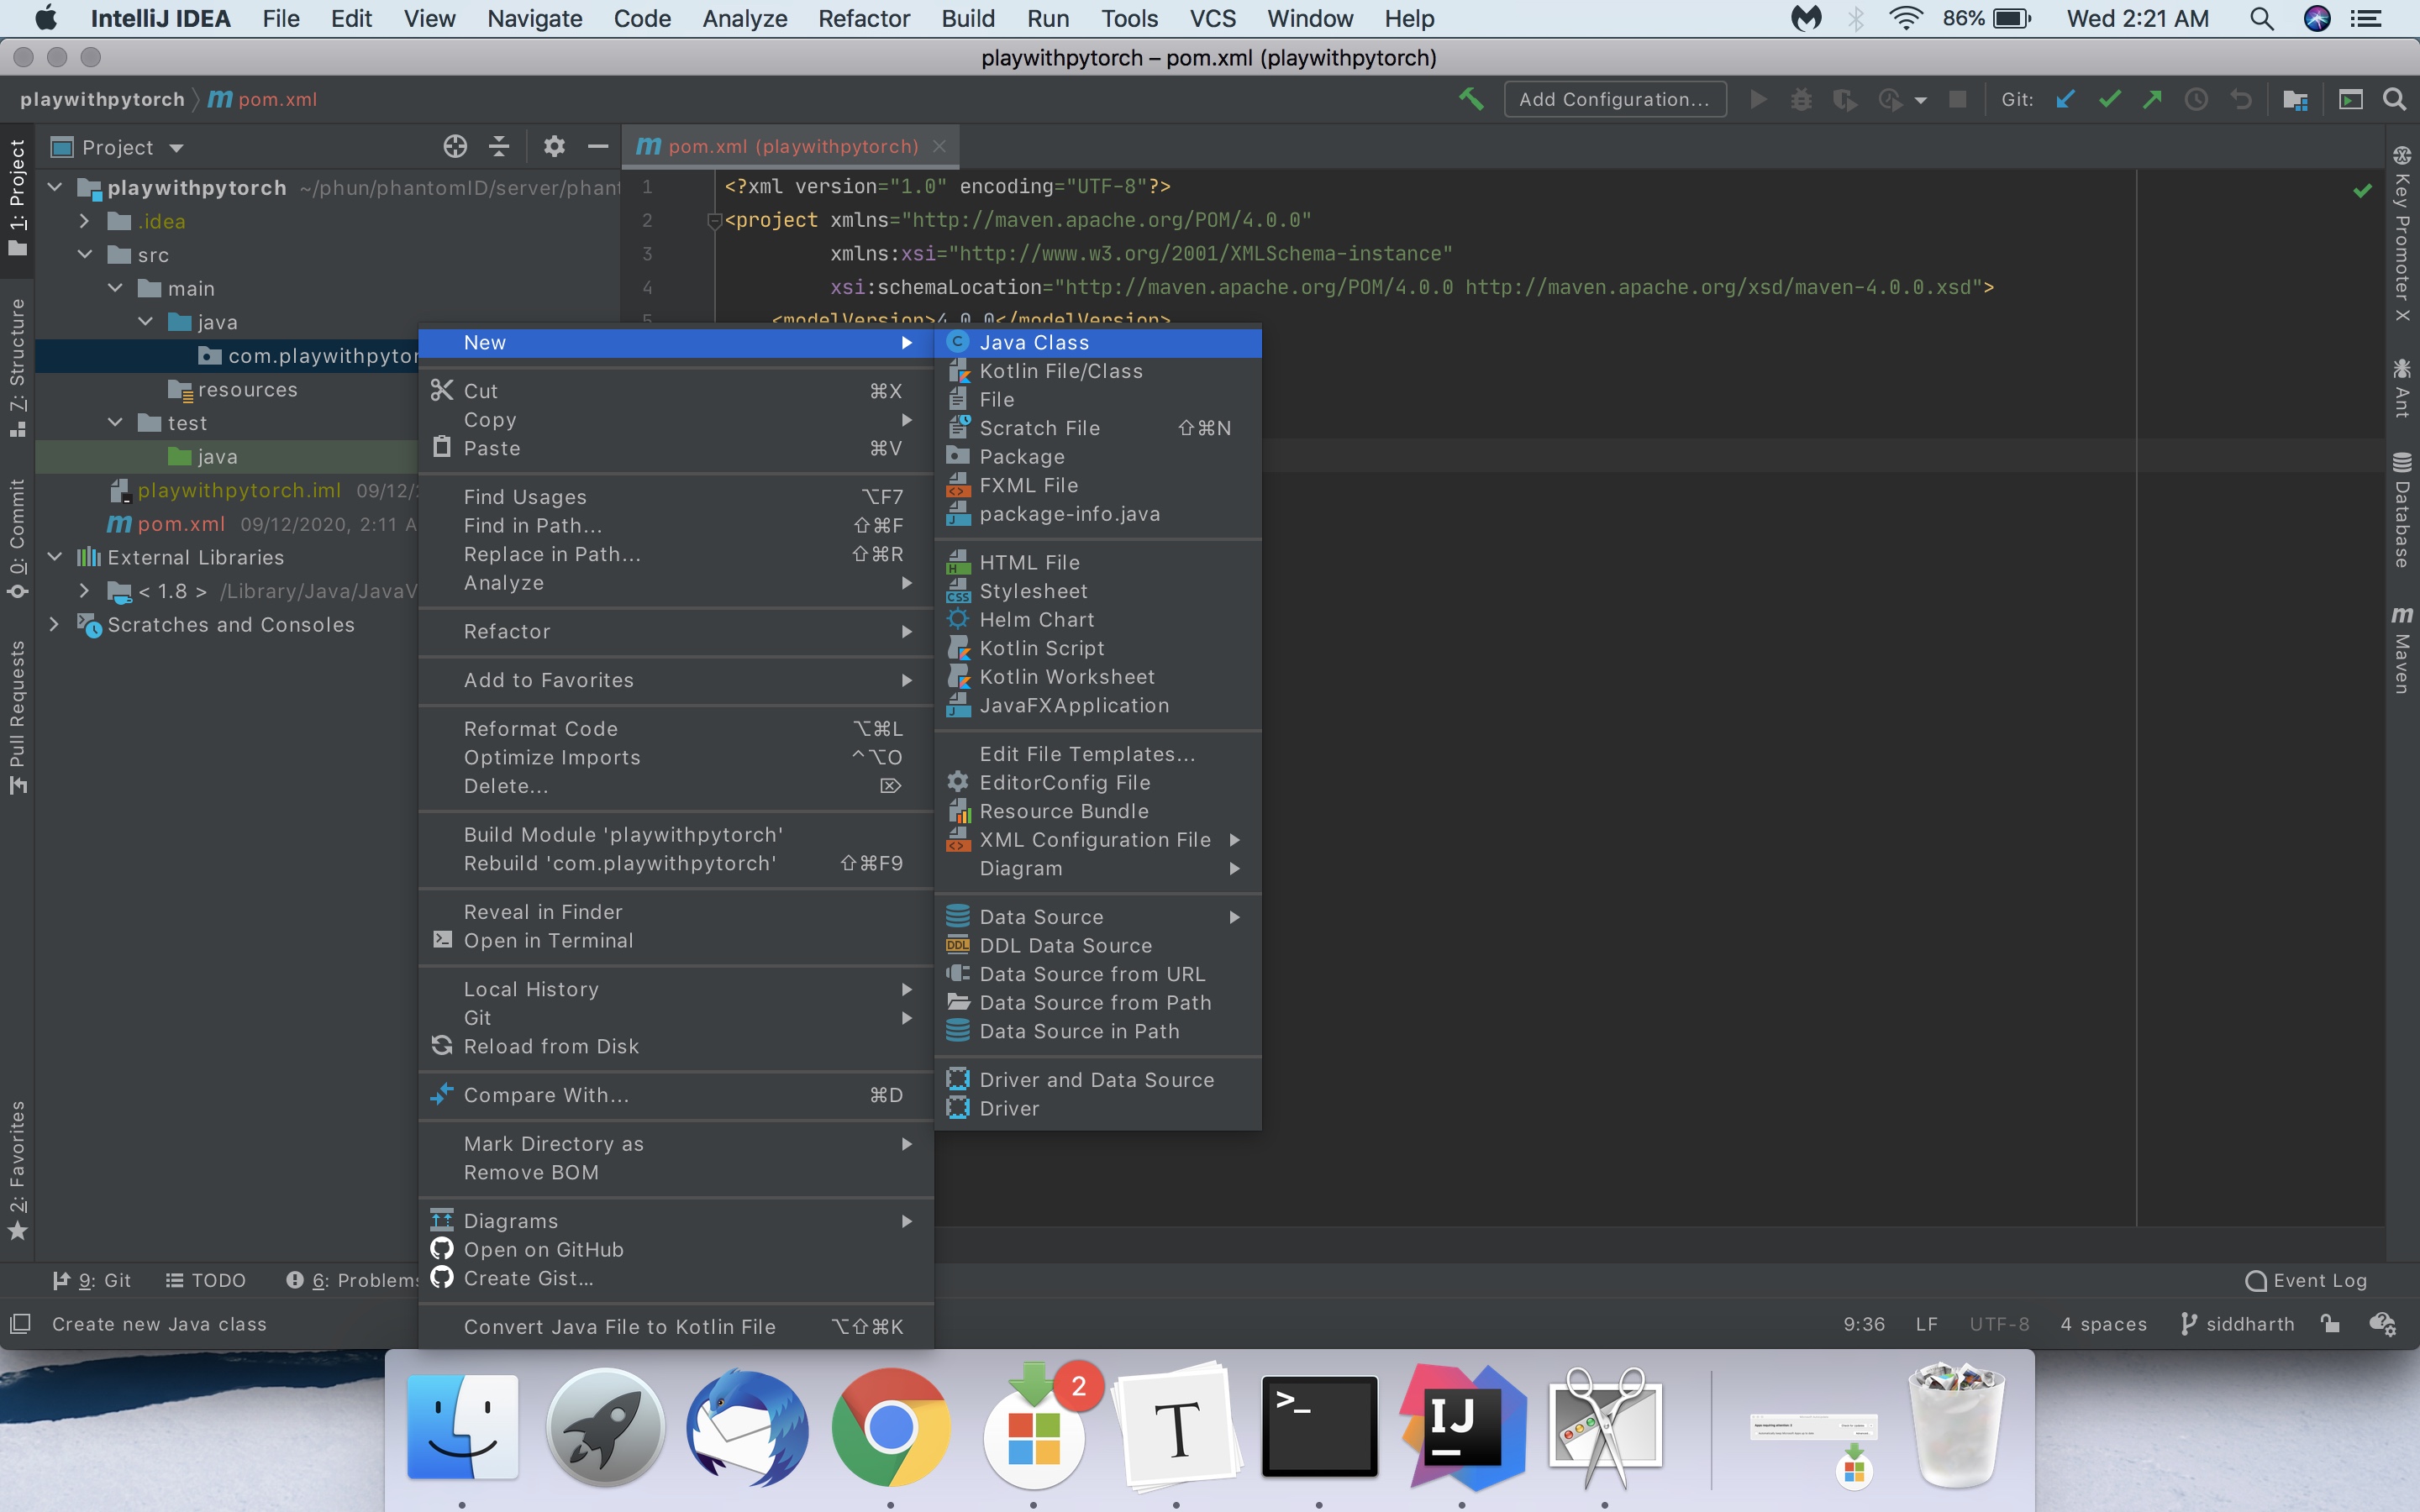 IntelliJ IDEA File Edit View Navigate Code Analyze Refactor Build Run Tools VCS Window Help 86% Wed 2:21 AM
playwithpytorch – pom.xml (playwithpytorch)
playwithpytorch m pom.xml Add Configuration... Git:
1: Project
Project
m pom.xml (playwithpytorch)
playwithpytorch ~/phun/phantomID/server/phant
.idea
src
main
java
com.playwithpytor
resources
test
java
playwithpytorch.iml 09/12/
m pom.xml 09/12/2020, 2:11 A
External Libraries
< 1.8 > /Library/Java/JavaV
Scratches and Consoles
1 <?xml version="1.0" encoding="UTF-8"?>
2 <project xmlns="http://maven.apache.org/POM/4.0.0"
3 xmlns:xsi="http://www.w3.org/2001/XMLSchema-instance"
4 xsi:schemaLocation="http://maven.apache.org/POM/4.0.0 http://maven.apache.org/xsd/maven-4.0.0.xsd">
5 <modelVersion>4.0.0</modelVersion>
New
Cut ⌘X
Copy
Paste ⌘V
Find Usages ⌥F7
Find in Path... ⇧⌘F
Replace in Path... ⇧⌘R
Analyze
Refactor
Add to Favorites
Reformat Code ⌥⌘L
Optimize Imports ^⌥O
Delete... ⌦
Build Module 'playwithpytorch'
Rebuild 'com.playwithpytorch' ⇧⌘F9
Reveal in Finder
Open in Terminal
Local History
Git
Reload from Disk
Compare With... ⌘D
Mark Directory as
Remove BOM
Diagrams
Open on GitHub
Create Gist...
Convert Java File to Kotlin File ⌥⇧⌘K
Java Class
Kotlin File/Class
File
Scratch File ⇧⌘N
Package
FXML File
package-info.java
HTML File
Stylesheet
Helm Chart
Kotlin Script
Kotlin Worksheet
JavaFXApplication
Edit File Templates...
EditorConfig File
Resource Bundle
XML Configuration File
Diagram
Data Source
DDL Data Source
Data Source from URL
Data Source from Path
Data Source in Path
Driver and Data Source
Driver
7: Structure
0: Commit
Pull Requests
2: Favorites
Key Promoter X
Ant
Database
m Maven
9: Git TODO 6: Problems Event Log
Create new Java class 9:36 LF UTF-8 4 spaces siddharth
2
T
>_
IJ